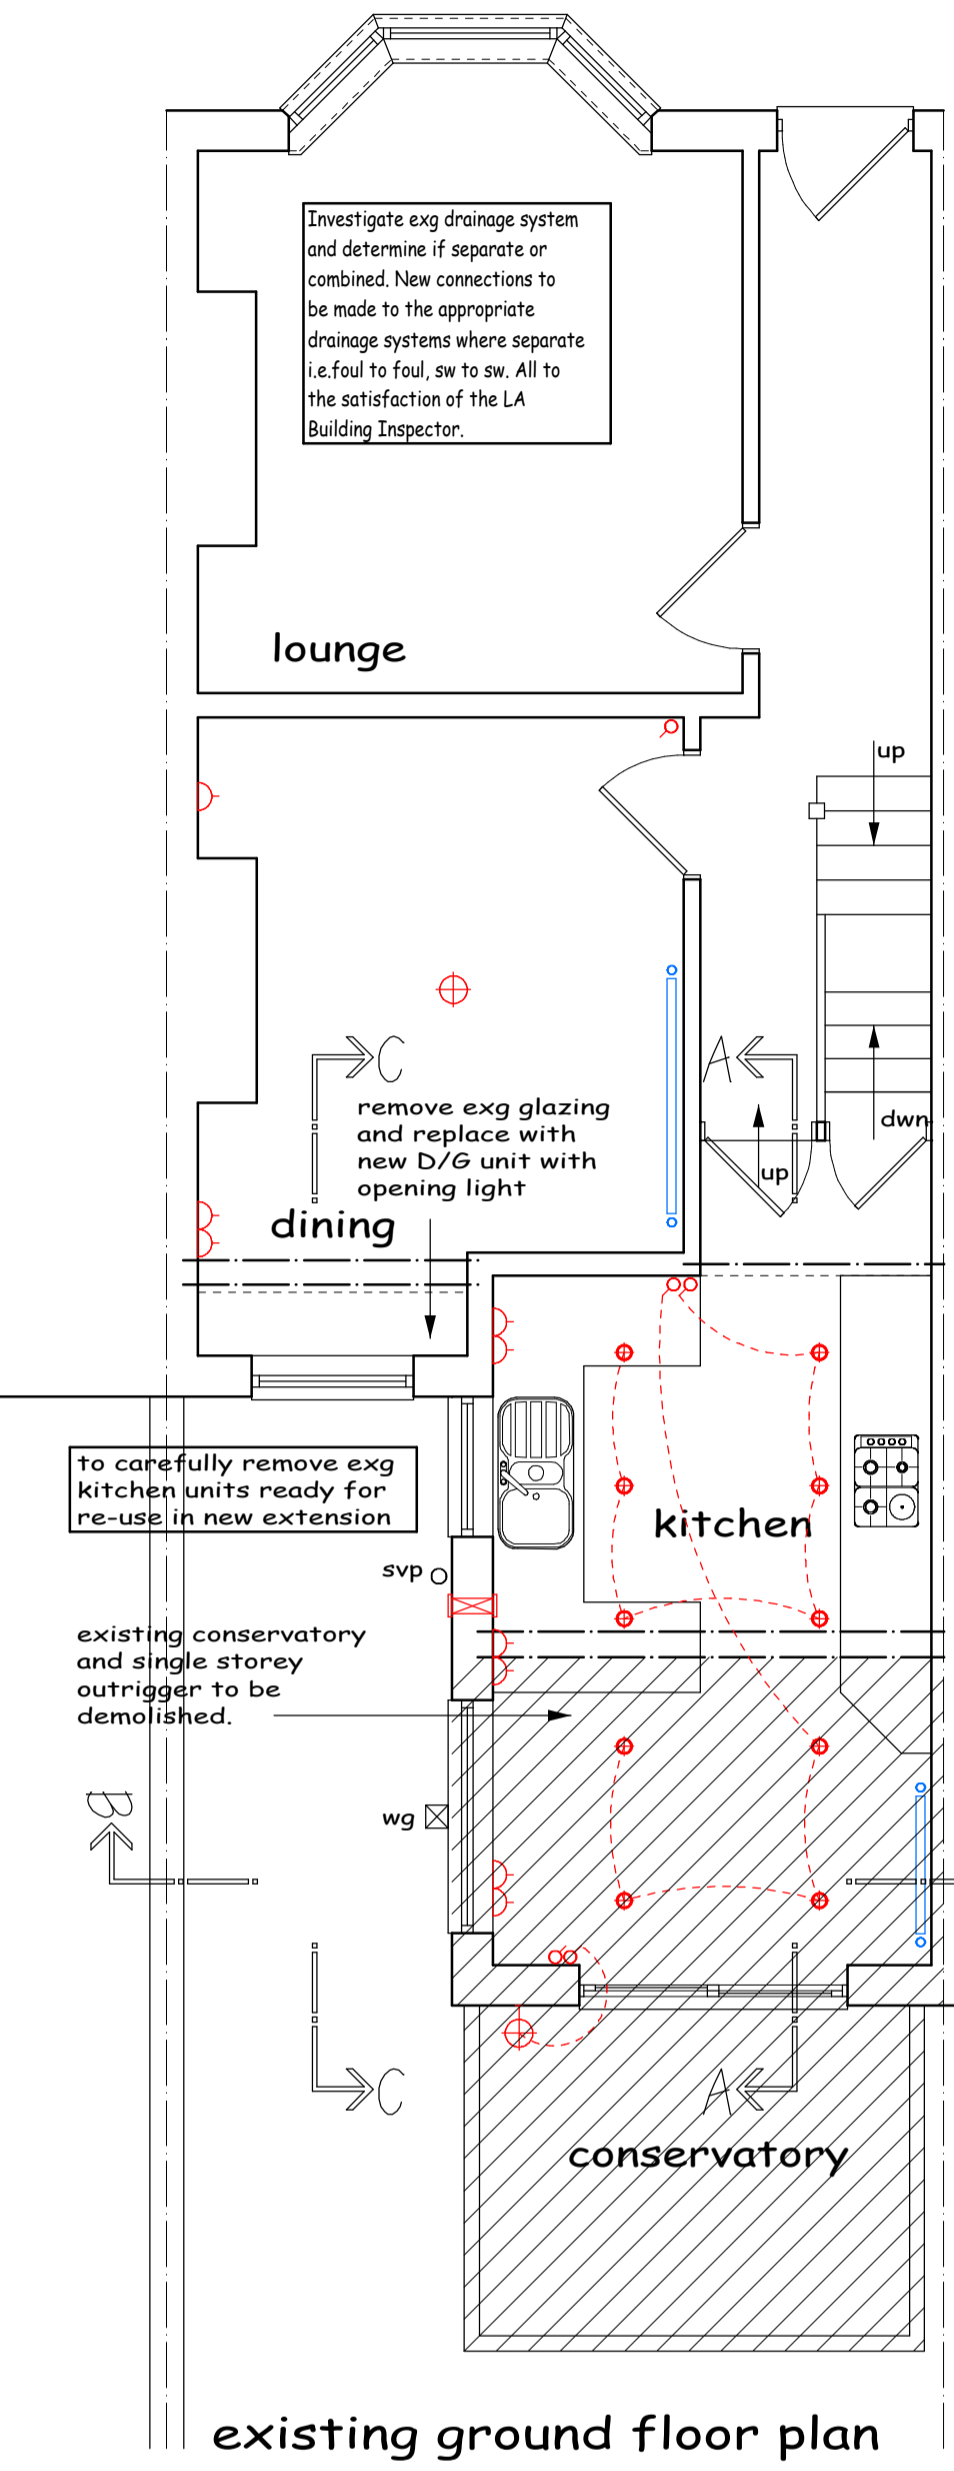 Investigate exg drainage system
and determine if separate or
combined. New connections to
be made to the appropriate
drainage systems where separate
i.e.foul to foul, sw to sw. All to
the satisfaction of the LA
Building Inspector.
lounge
up
C
A
remove exg glazing
and replace with
new D/G unit with
opening light
dwn
up
dining
to carefully remove exg
kitchen units ready for
re-use in new extension
kitchen
svp
existing conservatory
and single storey
outrigger to be
demolished.
B
wg
C
A
conservatory
existing ground floor plan